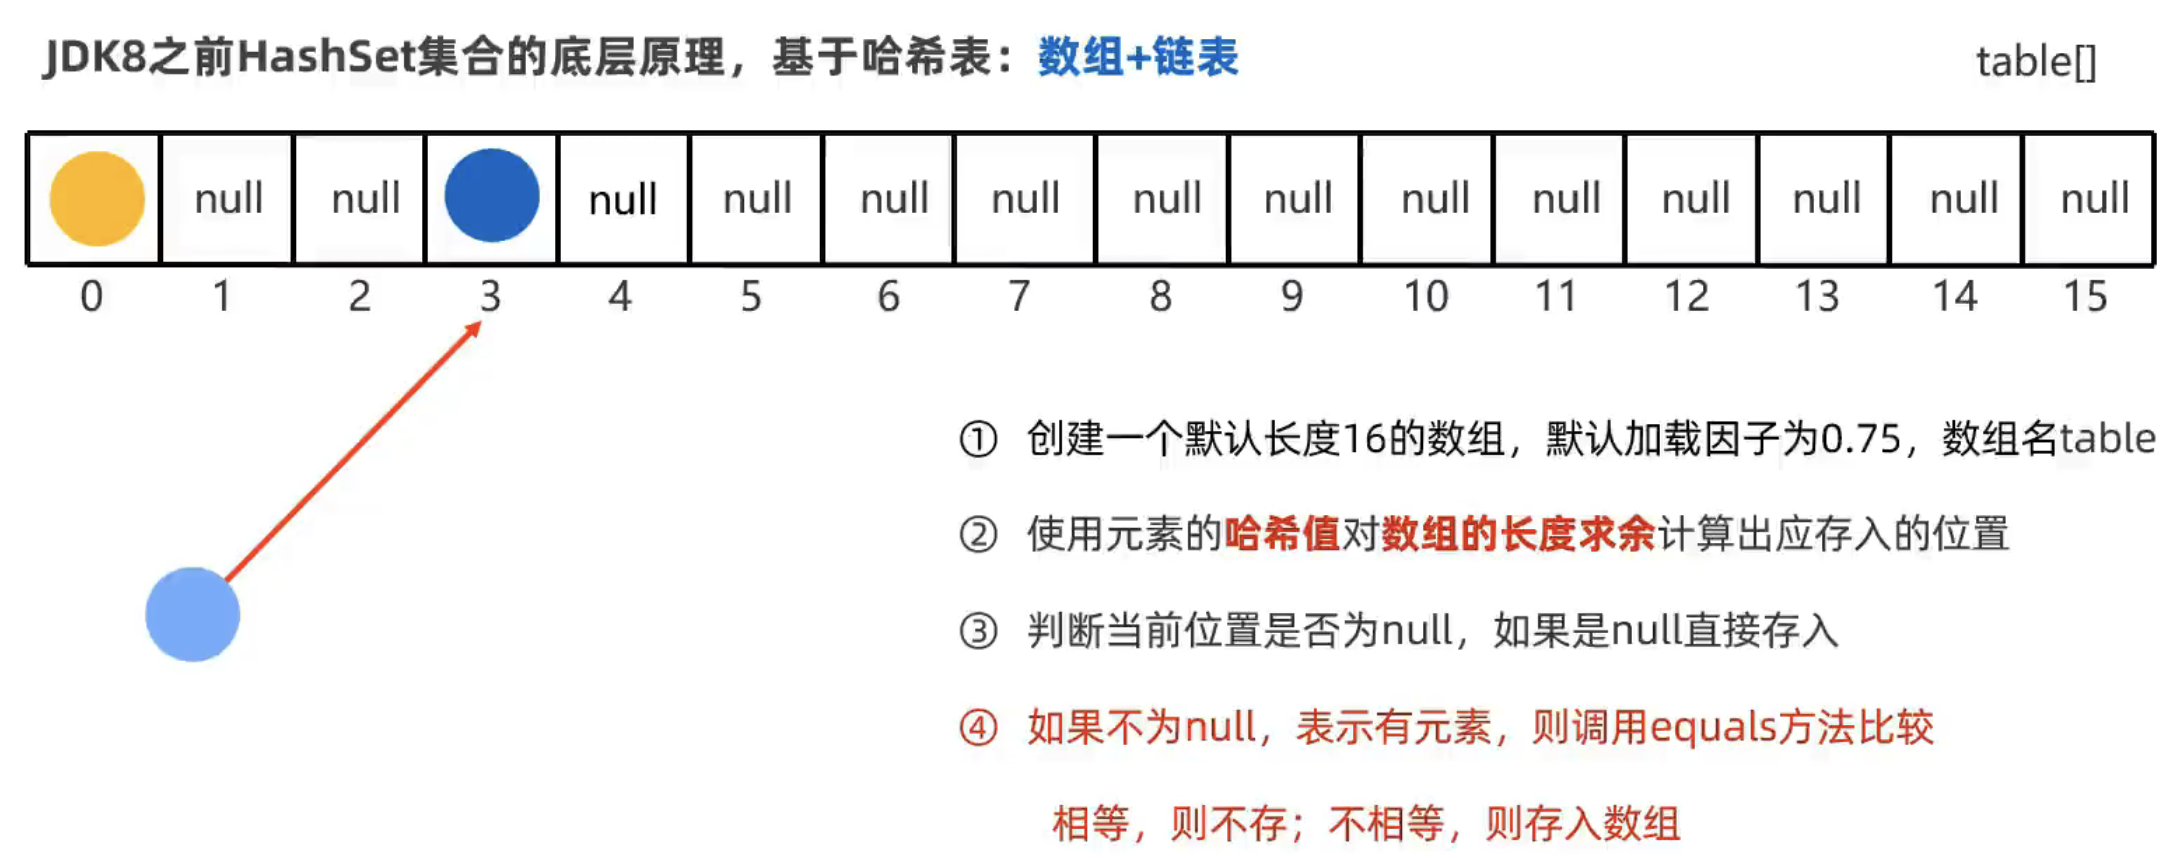 JDK8之前HashSet集合的底层原理，基于哈希表：数组+链表
table[]
null null null null null null null null null null null null null null
0 1 2 3 4 5 6 7 8 9 10 11 12 13 14 15
① 创建一个默认长度16的数组，默认加载因子为0.75，数组名table
② 使用元素的哈希值对数组的长度求余计算出应存入的位置
③ 判断当前位置是否为null，如果是null直接存入
④ 如果不为null，表示有元素，则调用equals方法比较
相等，则不存；不相等，则存入数组